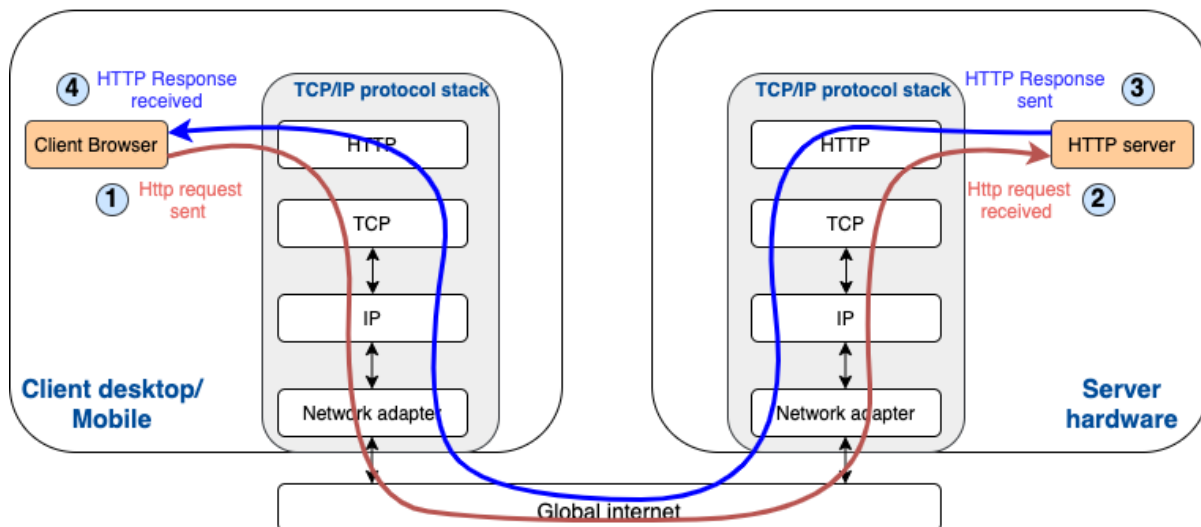 4
HTTP Response
received
Client Browser
1
Http request
sent
TCP/IP protocol stack
HTTP
TCP
IP
Network adapter
Client desktop/
Mobile
TCP/IP protocol stack
HTTP
TCP
IP
Network adapter
HTTP Response
sent
3
HTTP server
Http request
received
2
Server
hardware
Global internet